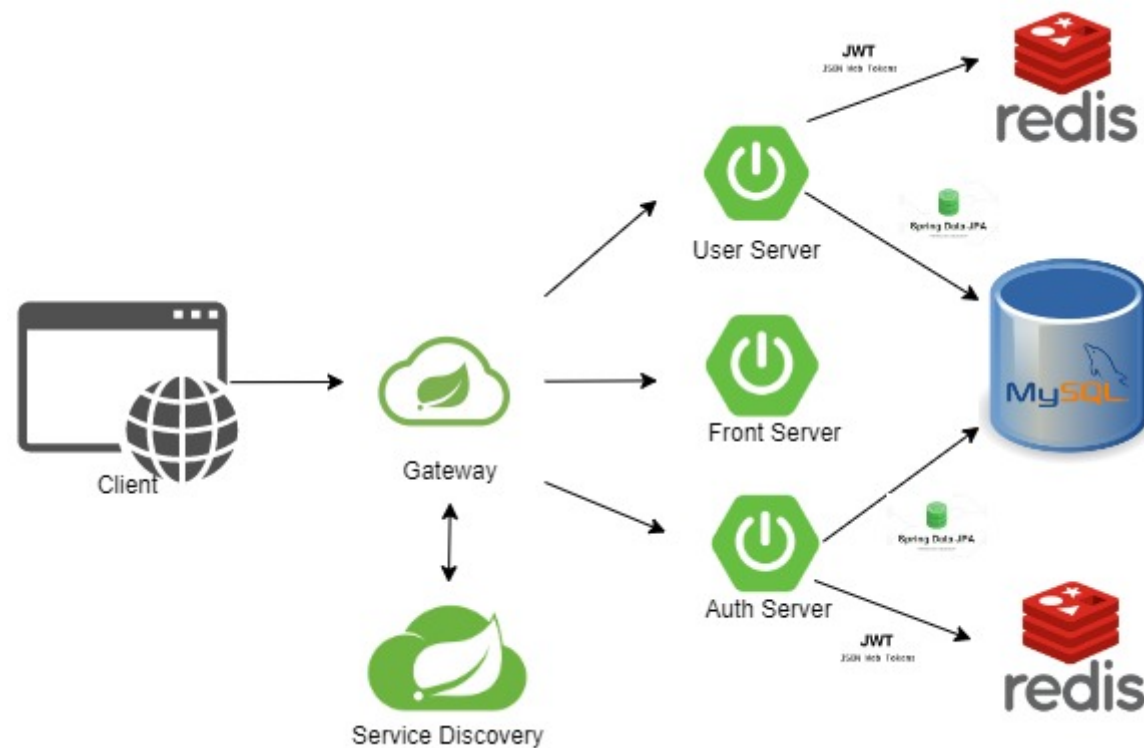 JWT
JSON Web Tokens
redis
User Server
Spring Data JPA
MySQL
Client
Gateway
Front Server
Spring Data JPA
Auth Server
JWT
JSON Web Tokens
redis
Service Discovery